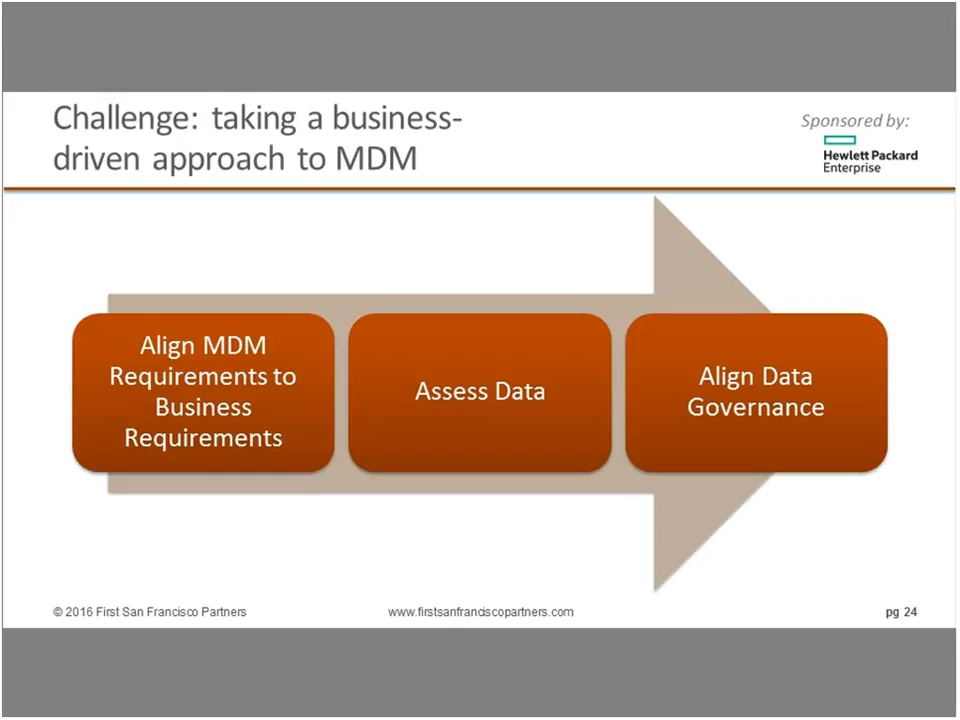 Challenge: taking a business-
driven approach to MDM
Sponsored by:
Hewlett Packard
Enterprise
Align MDM
Requirements to
Business
Requirements
Assess Data
Align Data
Governance
© 2016 First San Francisco Partners
www.firstsanfranciscopartners.com
pg 24